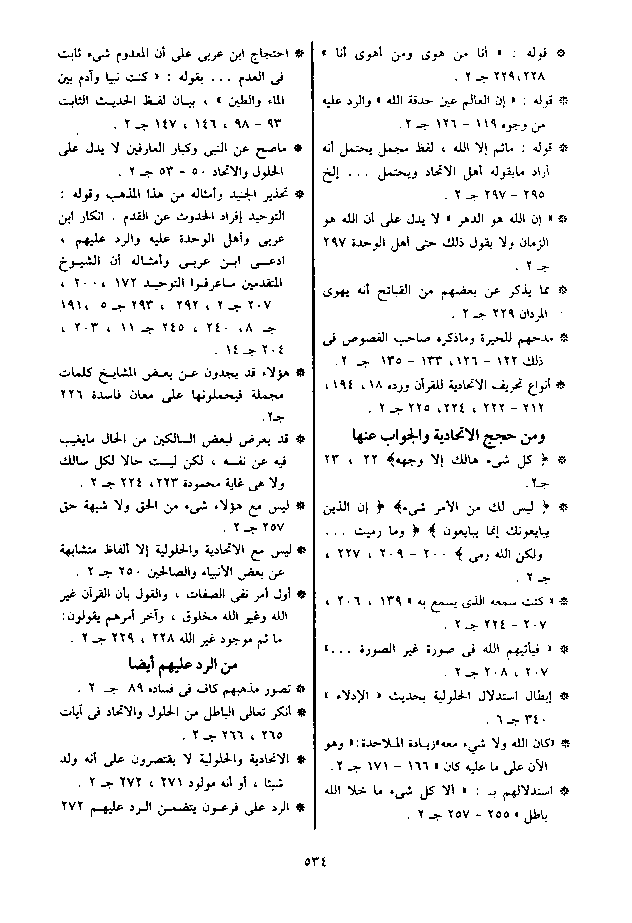 * قوله : « أنا من هوى ومن أهوى أنا »
٢٢٨،٢٢٩ جـ ٢ .
* قوله : « إن العالم عين حدقة الله » والرد عليه
من وجوه ١١٩ – ١٢٦ جـ ٢.
* قوله : ماثم إلا الله ، لفظ مجمل يحتمل أنه
أراد مايقوله أهل الاتحاد ويحتمل ... إلخ
٢٩٥ – ٢٩٧ جـ ٢ .
* « إن الله هو الدهر » لا يدل على أن الله هو
الزمان ولا يقول ذلك حتى أهل الوحدة ٢٩٧
جـ ٢ .
* مما يذكر عن بعضهم من القبائح أنه يهوى
المردان ٢٢٩ جـ ٢ .
* مدحهم للحيرة وماذكره صاحب الفصوص فى
ذلك ١٢٢ – ١٢٦، ١٣٣ – ١٣٥ جـ ٢ .
* أنواع تحريف الاتحادية للقرآن ورده ١٨ ، ١٩٤ ،
٢١٢ – ٢٢٢ ، ٢٢٤، ٢٢٥ جـ ٢ .
ومن حجج الاتحادية والجواب عنها
* ﴿ كل شىء هالك إلا وجهه﴾ ٢٢ ، ٢٣
جـ٢.
* ﴿ ليس لك من الأمر شىء﴾ ﴿ إن الذين
يبايعونك إنما يبايعون ﴾ ﴿ وما رميت ...
ولكن الله رمى ﴾ ٢٠٠ – ٢٠٩ ، ٢٢٧ ،
جـ ٢ .
* « كنت سمعه الذى يسمع به » ١٣٩ ، ٢٠٦ ،
٢٠٧ – ٢٢٤ جـ ٢ .
* « فيأتيهم الله فى صورة غير الصورة ...»
٢٠٧ ، ٢٠٨ جـ ٢ .
* إبطال استدلال الحلولية بحديث « الإدلاء »
٣٤٠ جـ ٦ .
* «كان الله ولا شىء معه»زيادة الملاحدة: « وهو
الآن على ما عليه كان » ١٦٦ – ١٧١ جـ ٢.
* استدلالهم بـ : « ألا كل شىء ما خلا الله
باطل » ٢٥٥ – ٢٥٧ جـ ٢ .
* احتجاج ابن عربى على أن المعدوم شىء ثابت
فى العدم ... بقوله : « كنت نبيا وآدم بين
الماء والطين » ، بيان لفظ الحديث الثابت
٩٣ – ٩٨ ، ١٤٦ ، ١٤٧ جـ ٢ .
* ماصح عن النبى وكبار العارفين لا يدل على
الحلول والاتحاد ٥٠ – ٥٣ جـ ٢ .
* تحذير الجنيد وأمثاله من هذا المذهب وقوله :
التوحيد إفراد الحدوث عن القدم . انكار ابن
عربى وأهل الوحدة عليه والرد عليهم ،
ادعى ابن عربى وأمثاله أن الشيوخ
المتقدمين ماعرفوا التوحيد ١٧٢ ، ٢٠٠ ،
٢٠٧ جـ ٢ ، ٢٩٢ ، ٢٩٣ جـ ٥ ،١٩١
جـ ٨، ٢٤٠ ، ٢٤٥ جـ ١١ ، ٢٠٣ ،
٢٠٤ جـ ١٤ .
* هؤلاء قد يجدون عن بعض المشايخ كلمات
مجملة فيحملونها على معان فاسدة ٢٢٦
جـ٢.
* قد يعرض لبعض السالكين من الحال مايغيب
فيه عن نفسه ، لكن ليست حالا لكل سالك
ولا هى غاية محمودة ٢٢٣، ٢٢٤ جـ ٢ .
* ليس مع هؤلاء شىء من الحق ولا شبهة حق
٢٥٧ جـ ٢ .
* ليس مع الاتحادية والحلولية إلا ألفاظ متشابهة
عن بعض الأنبياء والصالحين ٢٥٠ جـ ٢ .
* أول أمر نفى الصفات ، والقول بأن القرآن غير
الله وغير الله مخلوق ، وآخر أمرهم يقولون:
ما ثم موجود غير الله ٢٢٨ ، ٢٢٩ جـ ٢ .
من الرد عليهم أيضا
* تصور مذهبهم كاف فى فساده ٨٩ جـ ٢ .
* أنكر تعالى الباطل من الحلول والاتحاد فى آيات
٢٦٥ ، ٢٦٦ جـ ٢ .
* الاتحادية والحلولية لا يقتصرون على أنه ولد
شيئا ، أو أنه مولود ٢٧١ ، ٢٧٢ جـ ٢ .
* الرد على فرعون يتضمن الرد عليهم ٢٧٢
٥٣٤